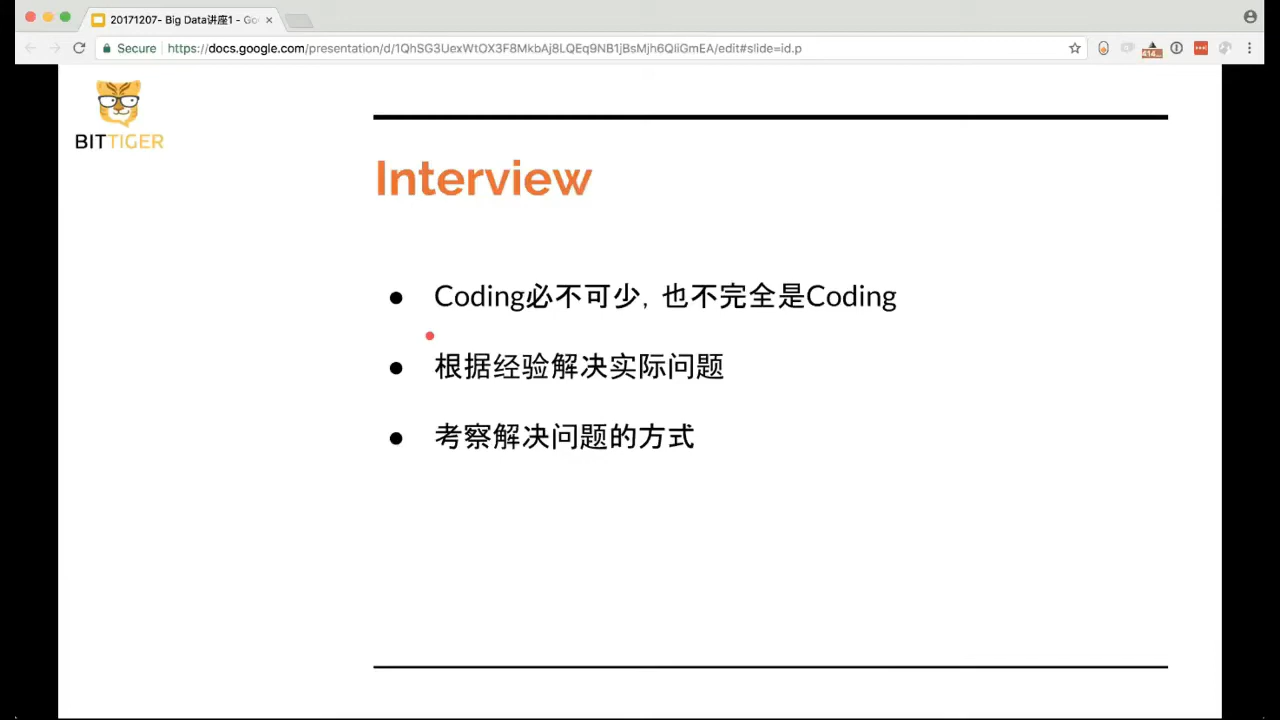 20171207- Big Data讲座1 - Go
Secure
https://docs.google.com/presentation/d/1QhSG3UexWtOX3F8MkbAj8LQEq9NB1jBsMjh6QIiGmEA/edit#slide=id.p
BITTIGER
Interview
● Coding必不可少，也不完全是Coding
● 根据经验解决实际问题
● 考察解决问题的方式